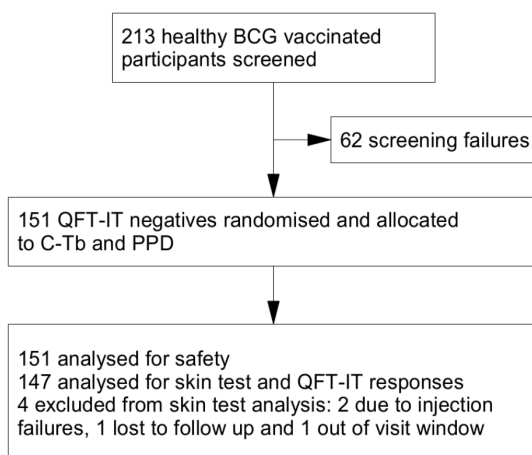 213 healthy BCG vaccinated
participants screened
62 screening failures
151 QFT-IT negatives randomised and allocated
to C-Tb and PPD
151 analysed for safety
147 analysed for skin test and QFT-IT responses
4 excluded from skin test analysis: 2 due to injection
failures, 1 lost to follow up and 1 out of visit window